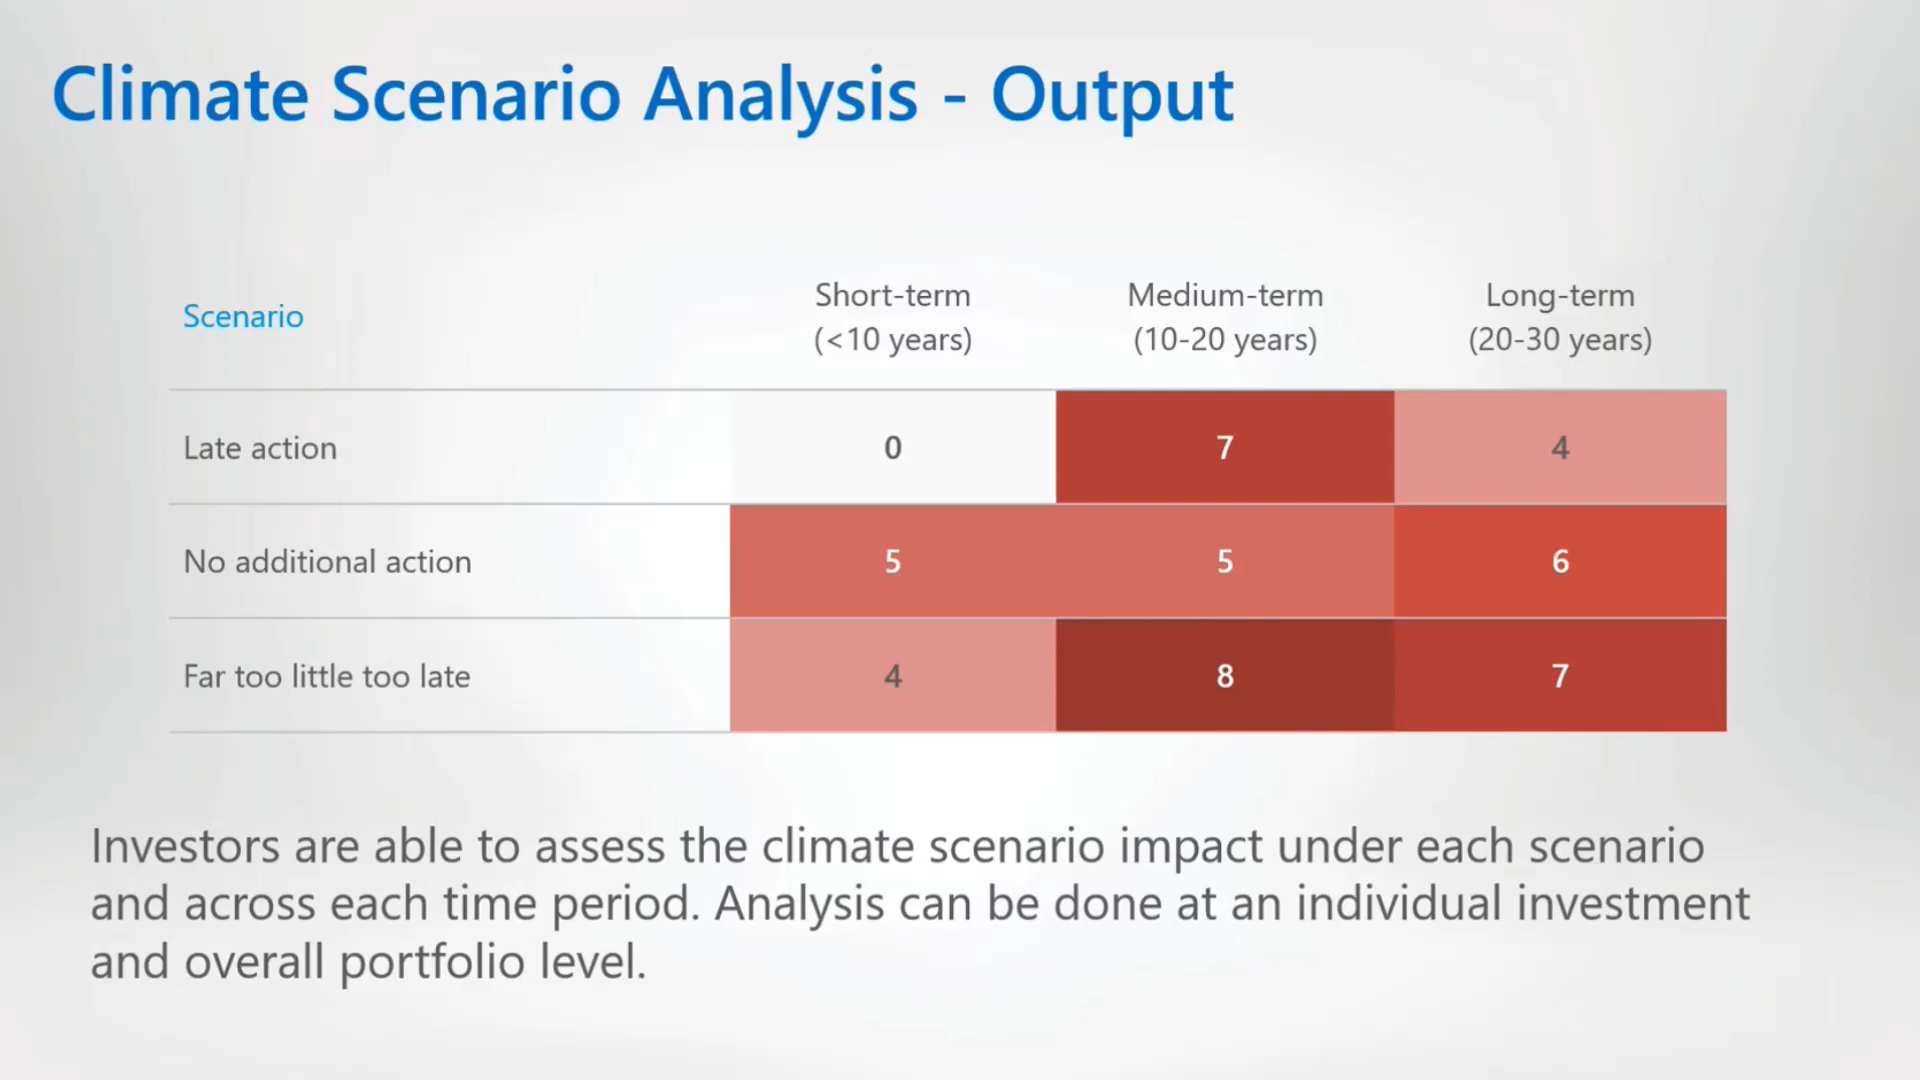 Climate Scenario Analysis - Output
Scenario
Short-term
(<10 years)
Medium-term
(10-20 years)
Long-term
(20-30 years)
Late action
0
7
4
No additional action
5
5
6
Far too little too late
4
8
7
Investors are able to assess the climate scenario impact under each scenario
and across each time period. Analysis can be done at an individual investment
and overall portfolio level.